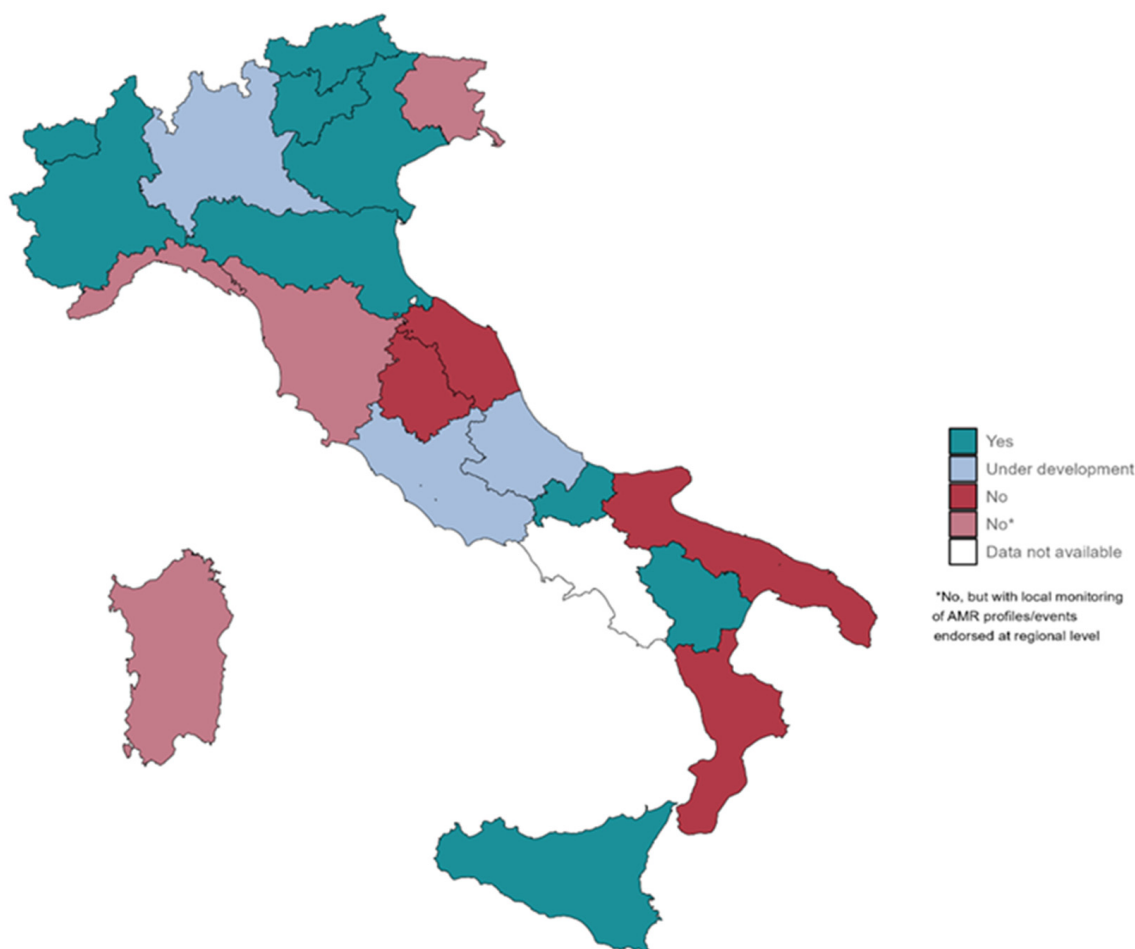 Yes
Under development
No
No*
Data not available
*No, but with local monitoring
of AMR profiles/events
endorsed at regional level